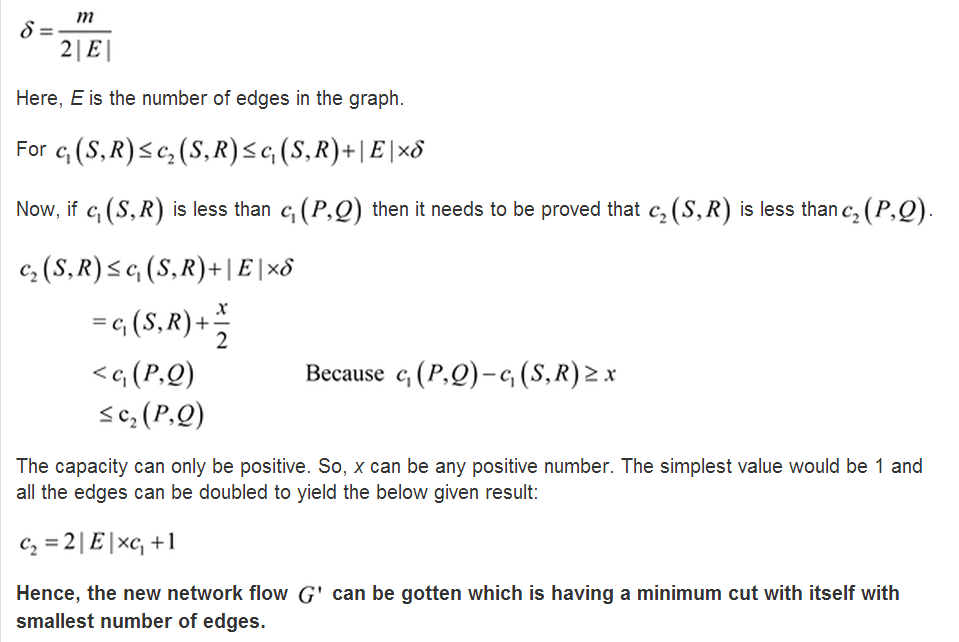 δ = m / 2|E|
Here, E is the number of edges in the graph.
For c₁(S,R) ≤ c₂(S,R) ≤ c₁(S,R)+|E|×δ
Now, if c₁(S,R) is less than c₁(P,Q) then it needs to be proved that c₂(S,R) is less than c₂(P,Q).
c₂(S,R) ≤ c₁(S,R)+|E|×δ
= c₁(S,R)+ x/2
< c₁(P,Q) Because c₁(P,Q)−c₁(S,R) ≥ x
≤ c₂(P,Q)
The capacity can only be positive. So, x can be any positive number. The simplest value would be 1 and
all the edges can be doubled to yield the below given result:
c₂ = 2|E|×c₁ +1
Hence, the new network flow G' can be gotten which is having a minimum cut with itself with
smallest number of edges.